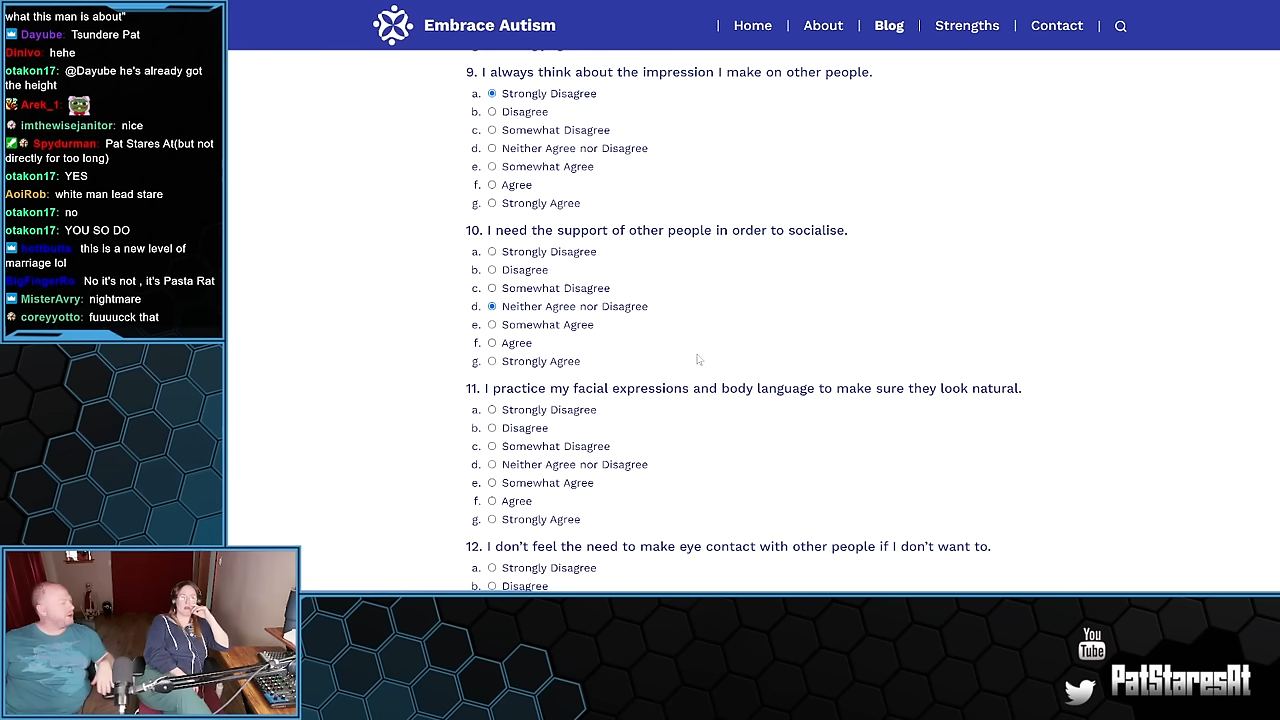 what this man is about"
Dayube: Tsundere Pat
Dinivo: hehe
otakon17: @Dayube he's already got
the height
Arek_1:
imthewisejanitor: nice
Spydurman: Pat Stares At(but not
directly for too long)
otakon17: YES
AoiRob: white man lead stare
otakon17: no
otakon17: YOU SO DO
hottbutts this is a new level of
marriage lol
BigFingerRo: No it's not , it's Pasta Rat
MisterAvry: nightmare
coreyyotto: fuuuucck that
Embrace Autism
| Home | About | Blog | Strengths | Contact |
9. I always think about the impression I make on other people.
a. Strongly Disagree
b. Disagree
c. Somewhat Disagree
d. Neither Agree nor Disagree
e. Somewhat Agree
f. Agree
g. Strongly Agree
10. I need the support of other people in order to socialise.
a. Strongly Disagree
b. Disagree
c. Somewhat Disagree
d. Neither Agree nor Disagree
e. Somewhat Agree
f. Agree
g. Strongly Agree
11. I practice my facial expressions and body language to make sure they look natural.
a. Strongly Disagree
b. Disagree
c. Somewhat Disagree
d. Neither Agree nor Disagree
e. Somewhat Agree
f. Agree
g. Strongly Agree
12. I don't feel the need to make eye contact with other people if I don't want to.
a. Strongly Disagree
b. Disagree
You
Tube
PatStaresAt